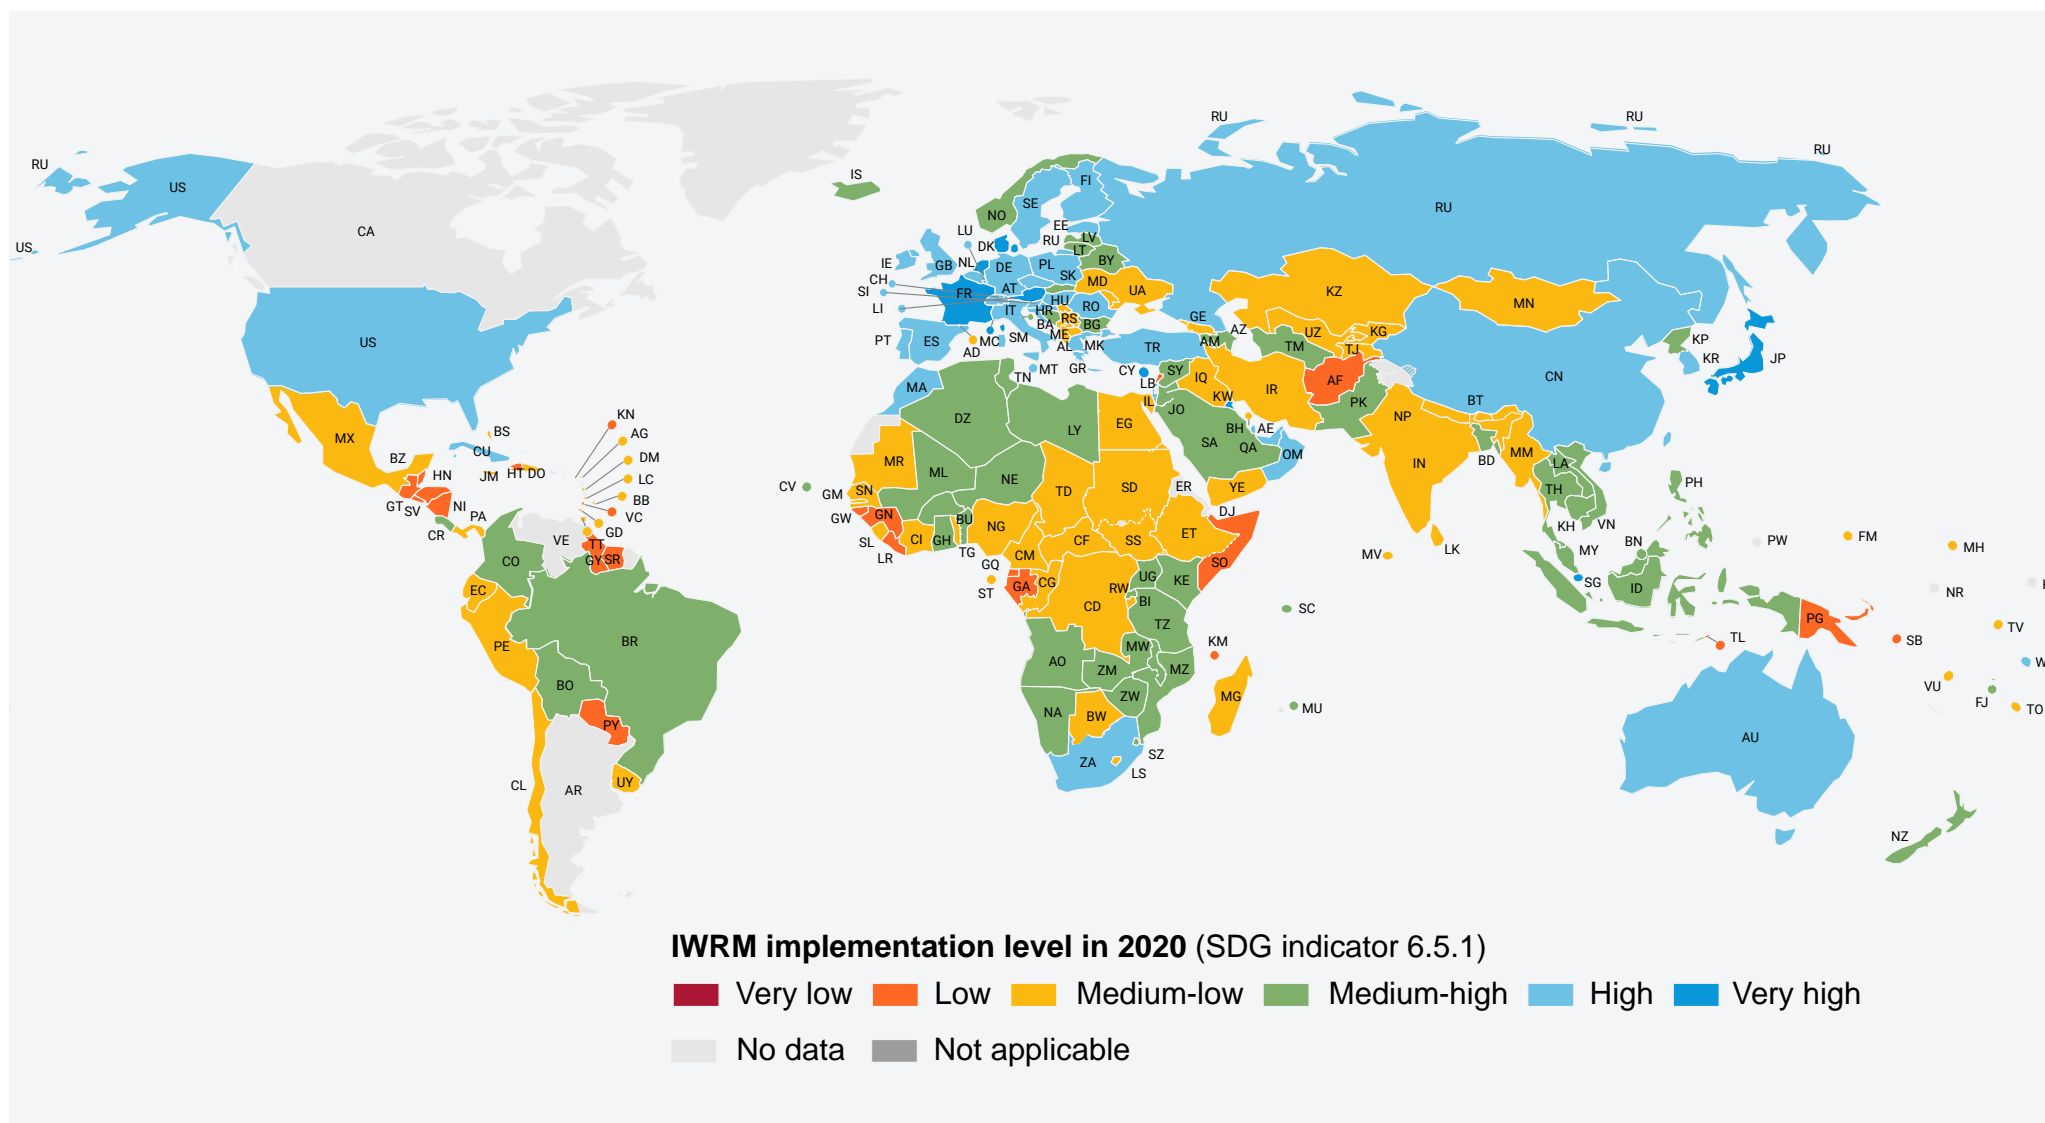 RU
RU
RU
RU
US
IS
FI
CA
NO
SE
RU
US
LU
EE
DK
RU
LV
LT
IE
GB
NL
DE
PL
BY
CH
SK
MD
SI
FR
AT
UA
KZ
MN
LI
HU
RO
IT
HR
GE
BA
RS
BG
AZ
UZ
KG
US
PT
ES
MC
SM
ME
MK
AM
TM
TJ
KP
KR
JP
AD
AL
TR
MT
GR
CY
SY
IQ
IR
AF
CN
TN
LB
MA
KW
IL
JO
PK
NP
BT
KN
DZ
LY
EG
BH
AE
SA
QA
AG
BS
MX
CU
OM
IN
MM
BD
LA
BZ
DM
HN
JM
HT
DO
LC
MR
ML
NE
CV
GM
SN
TD
SD
ER
YE
TH
PH
GT
SV
NI
BB
VC
GW
GN
BU
NG
DJ
KH
VN
PA
CR
GD
VE
TT
SL
CI
GH
TG
LR
CM
CF
SS
ET
MV
LK
BN
MY
PW
FM
MH
CO
GY
SR
GQ
ST
GA
CG
RW
UG
KE
SO
SG
ID
NR
EC
CD
BI
SC
TZ
PG
TV
PE
BR
MW
KM
TL
SB
AO
ZM
MZ
W
BO
ZW
MG
VU
NA
BW
MU
FJ
TO
PY
AU
SZ
ZA
LS
CL
AR
UY
NZ
IWRM implementation level in 2020 (SDG indicator 6.5.1)
Very low Low Medium-low Medium-high High Very high
No data Not applicable